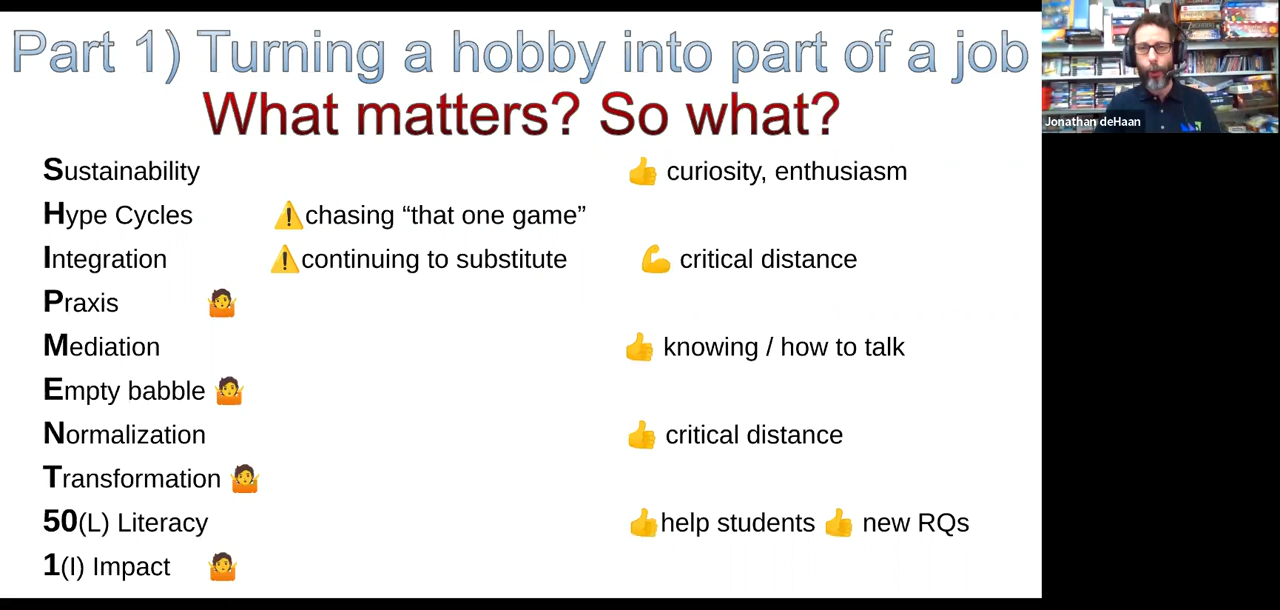 Part 1) Turning a hobby into part of a job
What matters? So what?
Sustainability 👍 curiosity, enthusiasm
Hype Cycles ⚠️chasing “that one game”
Integration ⚠️continuing to substitute 💪 critical distance
Praxis 🤷
Mediation 👍 knowing / how to talk
Empty babble 🤷
Normalization 👍 critical distance
Transformation 🤷
50(L) Literacy 👍help students 👍 new RQs
1(I) Impact 🤷
Jonathan deHaan